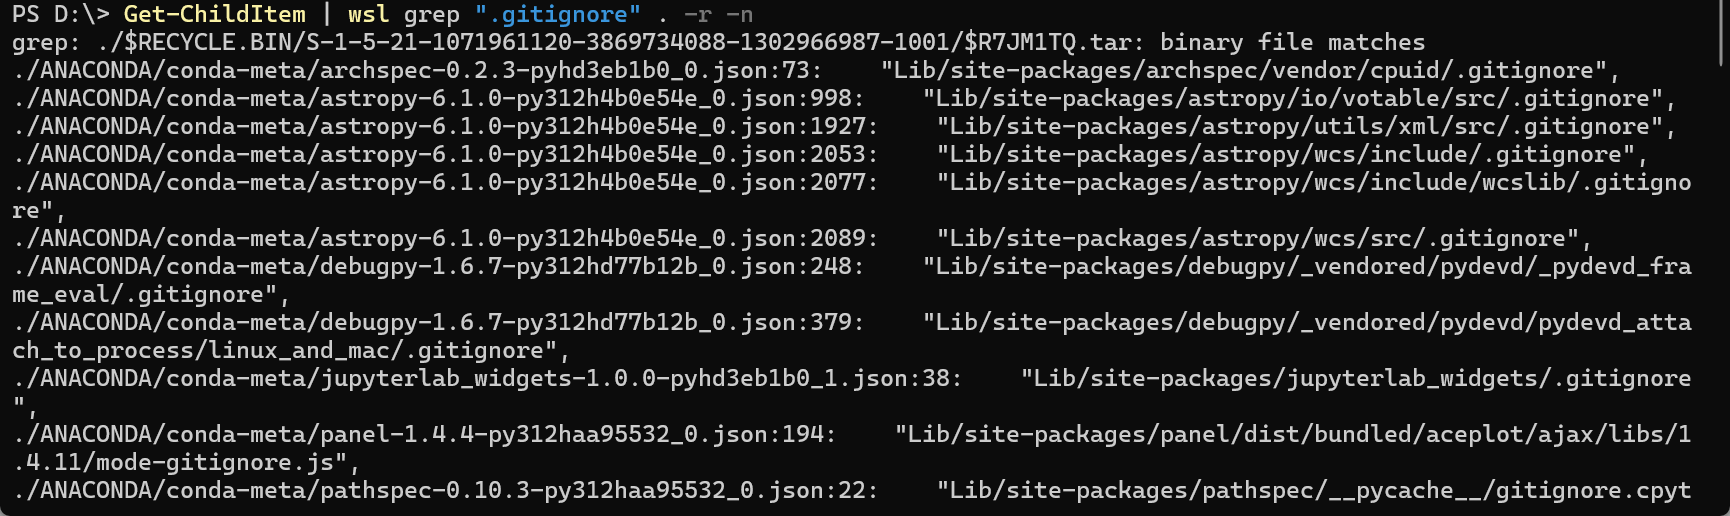 PS D:\> Get-ChildItem | wsl grep ".gitignore" . -r -n
grep: ./$RECYCLE.BIN/S-1-5-21-1071961120-3869734088-1302966987-1001/$R7JM1TQ.tar: binary file matches
./ANACONDA/conda-meta/archspec-0.2.3-pyhd3eb1b0_0.json:73:    "Lib/site-packages/archspec/vendor/cpuid/.gitignore",
./ANACONDA/conda-meta/astropy-6.1.0-py312h4b0e54e_0.json:998:    "Lib/site-packages/astropy/io/votable/src/.gitignore",
./ANACONDA/conda-meta/astropy-6.1.0-py312h4b0e54e_0.json:1927:    "Lib/site-packages/astropy/utils/xml/src/.gitignore",
./ANACONDA/conda-meta/astropy-6.1.0-py312h4b0e54e_0.json:2053:    "Lib/site-packages/astropy/wcs/include/.gitignore",
./ANACONDA/conda-meta/astropy-6.1.0-py312h4b0e54e_0.json:2077:    "Lib/site-packages/astropy/wcs/include/wcslib/.gitigno
re",
./ANACONDA/conda-meta/astropy-6.1.0-py312h4b0e54e_0.json:2089:    "Lib/site-packages/astropy/wcs/src/.gitignore",
./ANACONDA/conda-meta/debugpy-1.6.7-py312hd77b12b_0.json:248:    "Lib/site-packages/debugpy/_vendored/pydevd/_pydevd_fra
me_eval/.gitignore",
./ANACONDA/conda-meta/debugpy-1.6.7-py312hd77b12b_0.json:379:    "Lib/site-packages/debugpy/_vendored/pydevd/pydevd_atta
ch_to_process/linux_and_mac/.gitignore",
./ANACONDA/conda-meta/jupyterlab_widgets-1.0.0-pyhd3eb1b0_1.json:38:    "Lib/site-packages/jupyterlab_widgets/.gitignore
",
./ANACONDA/conda-meta/panel-1.4.4-py312haa95532_0.json:194:    "Lib/site-packages/panel/dist/bundled/aceplot/ajax/libs/1
.4.11/mode-gitignore.js",
./ANACONDA/conda-meta/pathspec-0.10.3-py312haa95532_0.json:22:    "Lib/site-packages/pathspec/__pycache__/gitignore.cpyt